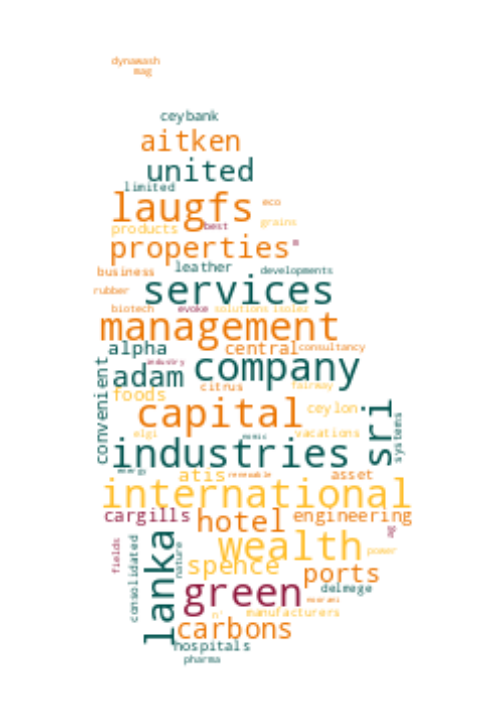 dynawash
mag
ceybank
aitken
united
limited
laugfs
eco
best
grains
products
properties
leather
business
developments
services
rubber
biotech
evoke
solutions
isolez
management
alpha
central
consultancy
industry
adam
company
convenient
citrus
fairway
foods
capital
ceylon
sri
systems
elgi
vacations
industries
atis
renewable
asset
international
cargills
hotel
engineering
ag
fields
consolidated
lanka
nature
wealth
power
spence
ports
green
delmege
n'
manufacturers
carbons
hospitals
pharma